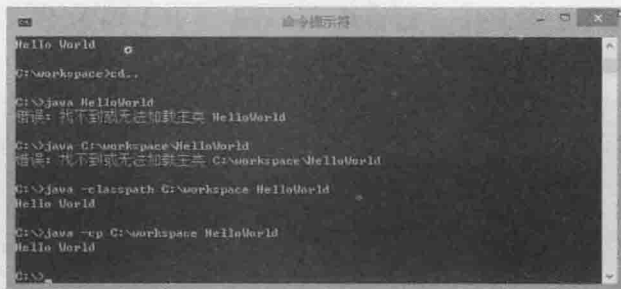 命令提示符
Hello World
C:\workspace>cd..
C:\>java HelloWorld
错误: 找不到或无法加载主类 HelloWorld
C:\>java C:\workspace\HelloWorld
错误: 找不到或无法加载主类 C:\workspace\HelloWorld
C:\>java -classpath C:\workspace HelloWorld
Hello World
C:\>java -cp C:\workspace HelloWorld
Hello World
C:\>